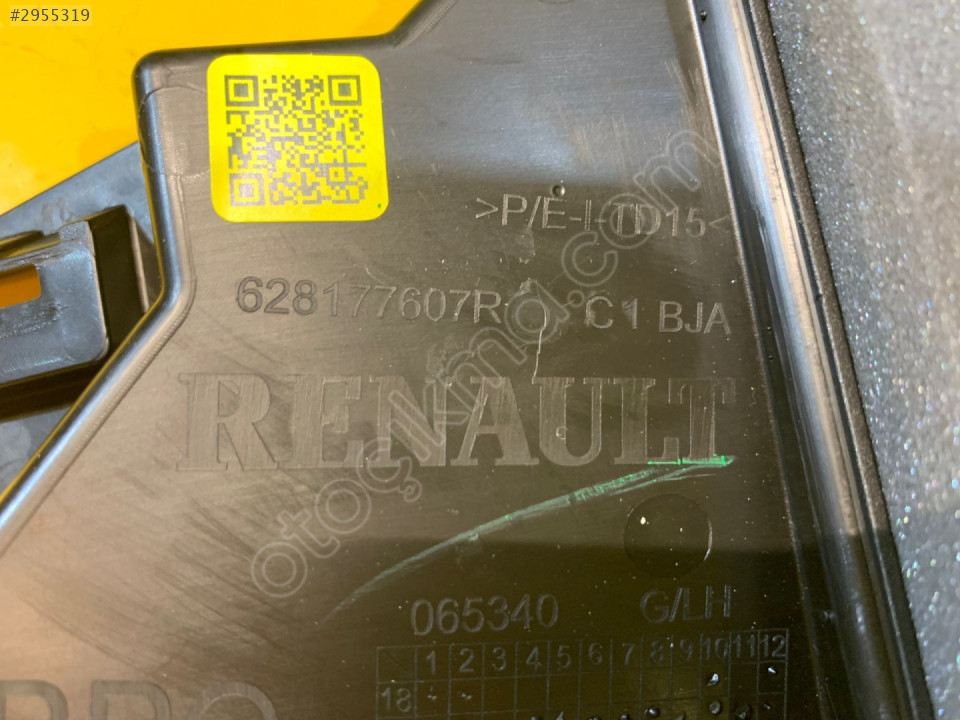 #2955319
>P/E-I-TD15<
628177607R C 1 BJA
RENAULT
otoçıkma.com
065340 G/LH
1 2 3 4 5 6 7 8 9 10 11 12
18